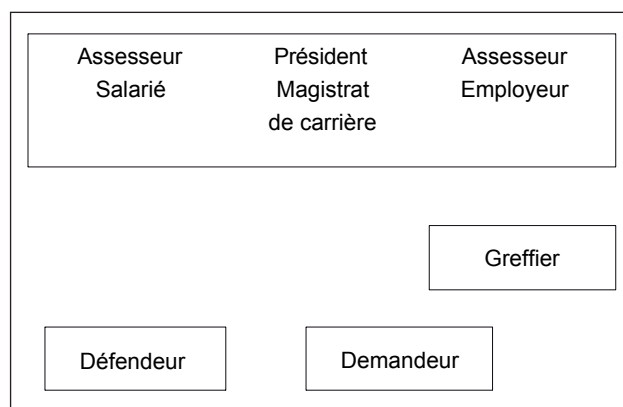 Assesseur Président Assesseur
Salarié Magistrat Employeur
de carrière
Greffier
Défendeur Demandeur